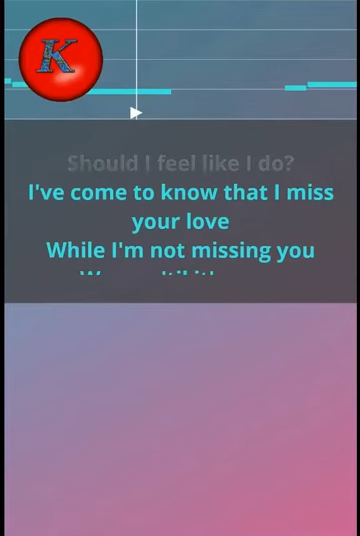 K
Should I feel like I do?
I've come to know that I miss
your love
While I'm not missing you